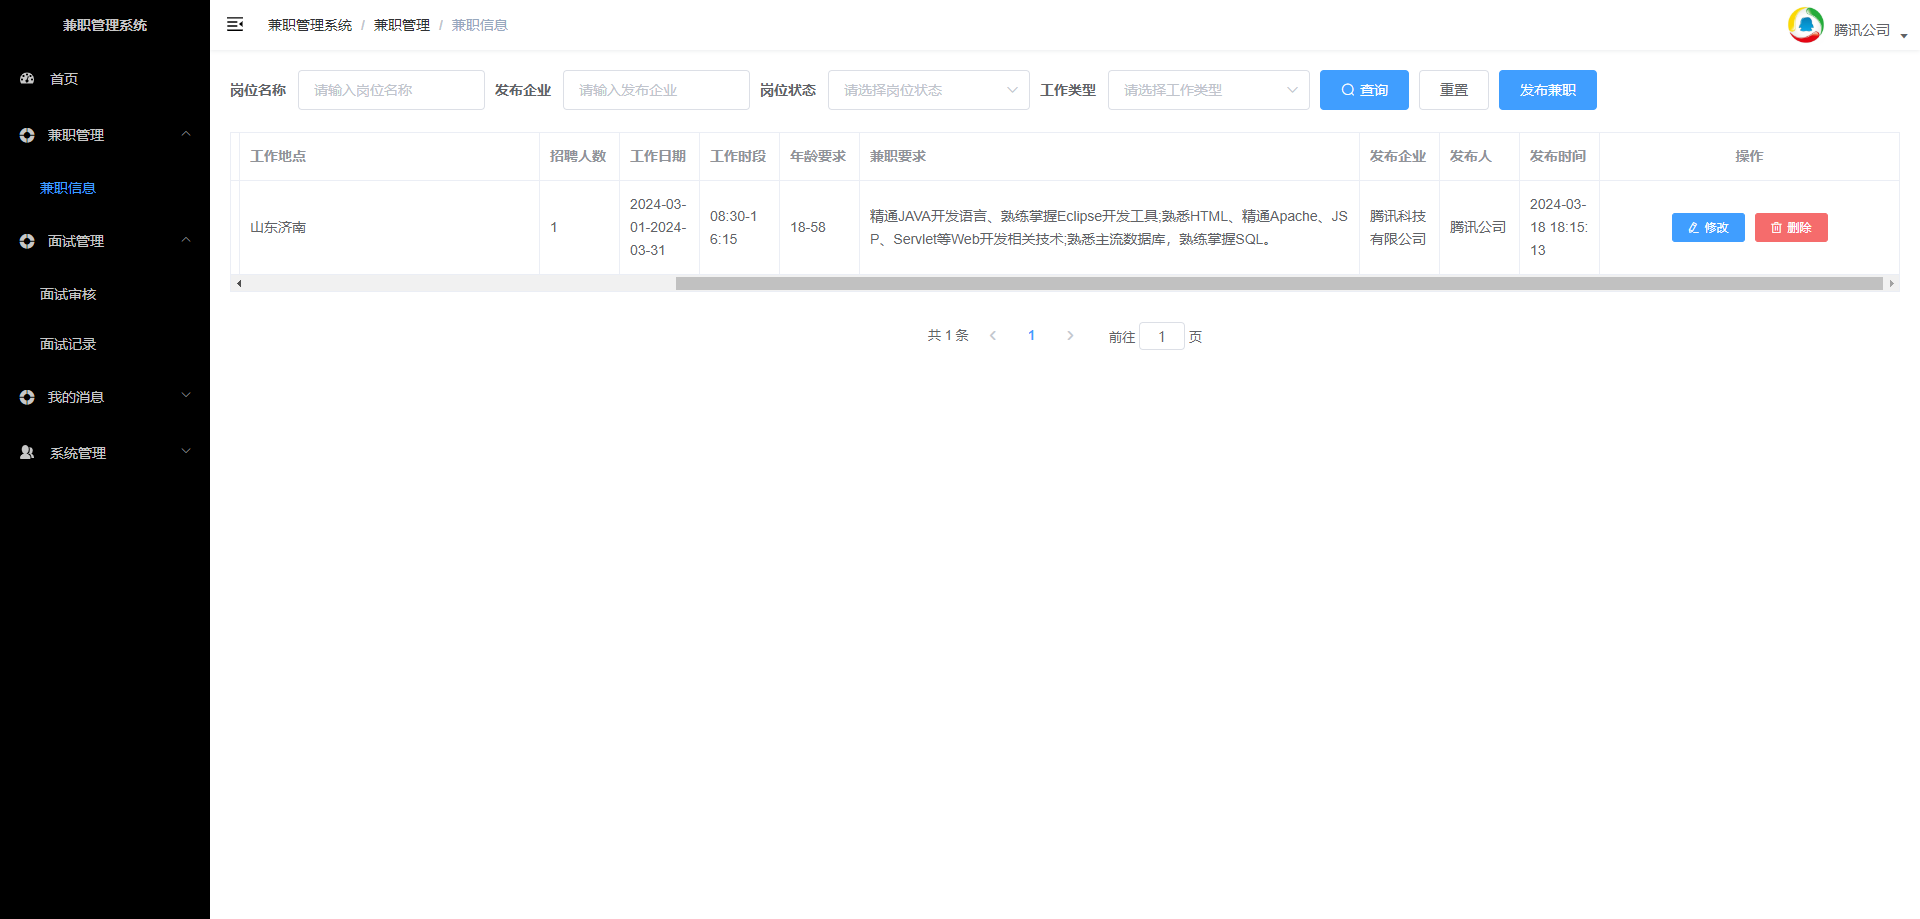 兼职管理系统
首页
兼职管理
兼职信息
面试管理
面试审核
面试记录
我的消息
系统管理
兼职管理系统 / 兼职管理 / 兼职信息
腾讯公司
岗位名称 请输入岗位名称 发布企业 请输入发布企业 岗位状态 请选择岗位状态 工作类型 请选择工作类型 查询 重置 发布兼职
工作地点 招聘人数 工作日期 工作时段 年龄要求 兼职要求 发布企业 发布人 发布时间 操作
山东济南
1
2024-03-
01-2024-
03-31
08:30-1
6:15
18-58
精通JAVA开发语言、熟练掌握Eclipse开发工具;熟悉HTML、精通Apache、JS
P、Servlet等Web开发相关技术;熟悉主流数据库，熟练掌握SQL。
腾讯科技
有限公司
腾讯公司
2024-03-
18 18:15:
13
修改 删除
共 1 条 1 前往 1 页